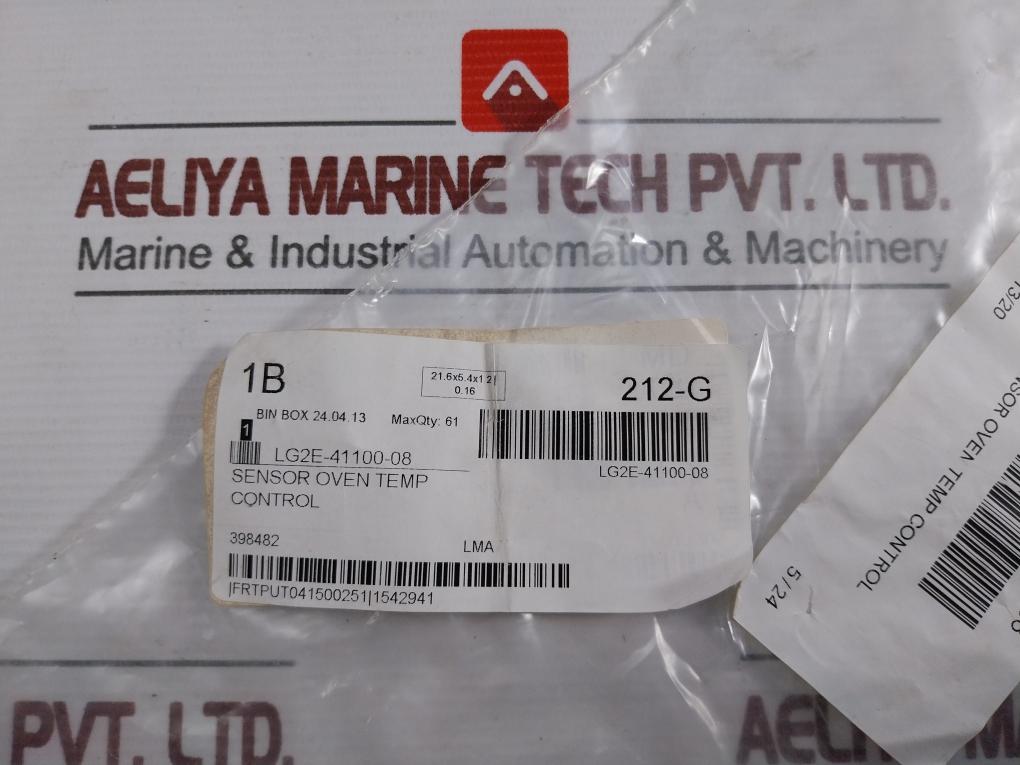 AELIYA MARINE TECH PVT. LTD.
Marine & Industrial Automation & Machinery
1B
21.6x5.4x1.2
0.16
212-G
BIN BOX 24.04.13 MaxQty: 61
1
LG2E-41100-08
LG2E-41100-08
SENSOR OVEN TEMP
CONTROL
398482
LMA
|FRTPUT041500251|1542941
13/20
OVEN TEMP CONTROL
5/24
PVT. LTD.